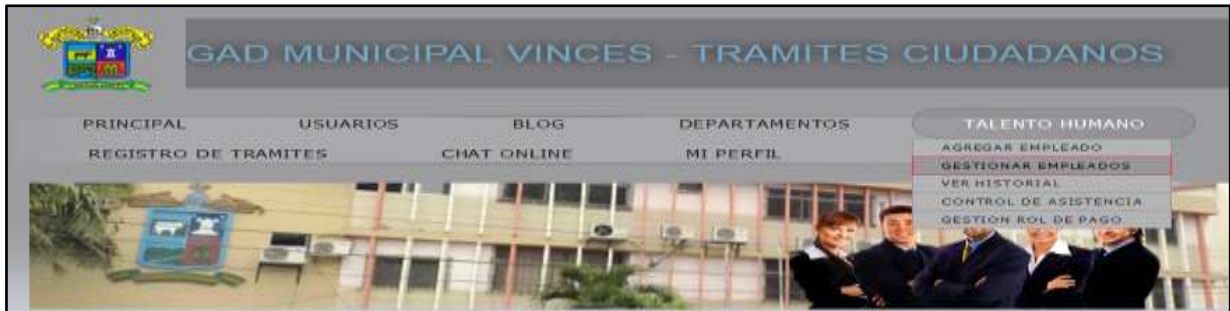 GAD MUNICIPAL VINCES - TRAMITES CIUDADANOS
PRINCIPAL USUARIOS BLOG DEPARTAMENTOS TALENTO HUMANO
REGISTRO DE TRAMITES CHAT ONLINE MI PERFIL
AGREGAR EMPLEADO
GESTIONAR EMPLEADOS
VER HISTORIAL
CONTROL DE ASISTENCIA
GESTION ROL DE PAGO